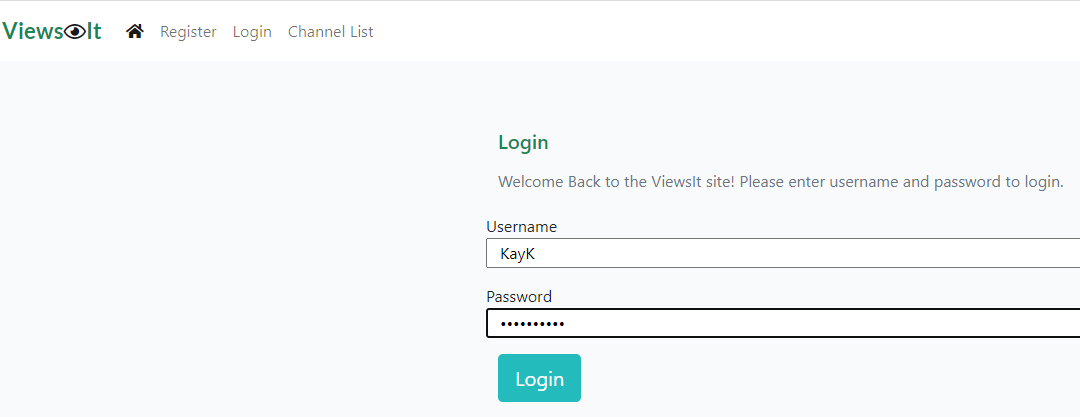 ViewsIt Register Login Channel List
Login
Welcome Back to the ViewsIt site! Please enter username and password to login.
Username
KayK
Password
••••••••••
Login